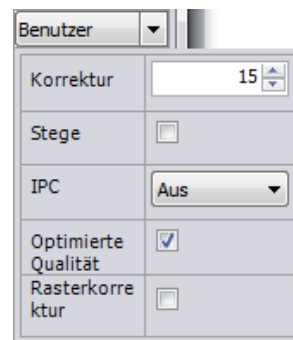 Benutzer
Korrektur 15
Stege
IPC Aus
Optimierte
Qualität
Rasterkorre
ktur